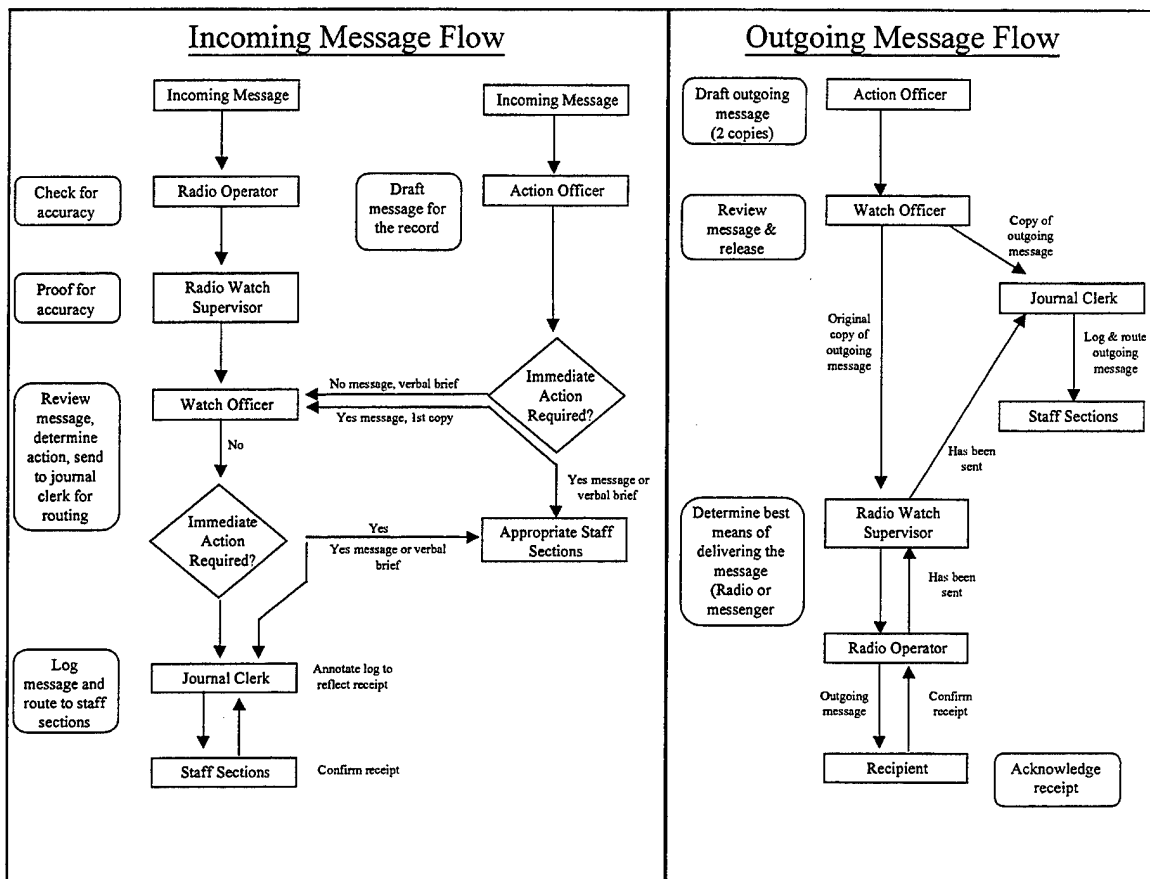 Incoming Message Flow
Incoming Message
Incoming Message
Check for
accuracy
Radio Operator
Draft
message for
the record
Action Officer
Proof for
accuracy
Radio Watch
Supervisor
Immediate
Action
Required?
No message, verbal brief
Yes message, 1st copy
Review
message,
determine
action, send
to journal
clerk for
routing
Watch Officer
No
Yes message or
verbal brief
Immediate
Action
Required?
Yes
Yes message or verbal
brief
Appropriate Staff
Sections
Log
message and
route to staff
sections
Journal Clerk
Annotate log to
reflect receipt
Staff Sections
Confirm receipt
Outgoing Message Flow
Draft outgoing
message
(2 copies)
Action Officer
Review
message &
release
Watch Officer
Copy of
outgoing
message
Journal Clerk
Original
copy of
outgoing
message
Log & route
outgoing
message
Staff Sections
Has been
sent
Determine best
means of
delivering the
message
(Radio or
messenger
Radio Watch
Supervisor
Has been
sent
Radio Operator
Outgoing
message
Confirm
receipt
Recipient
Acknowledge
receipt